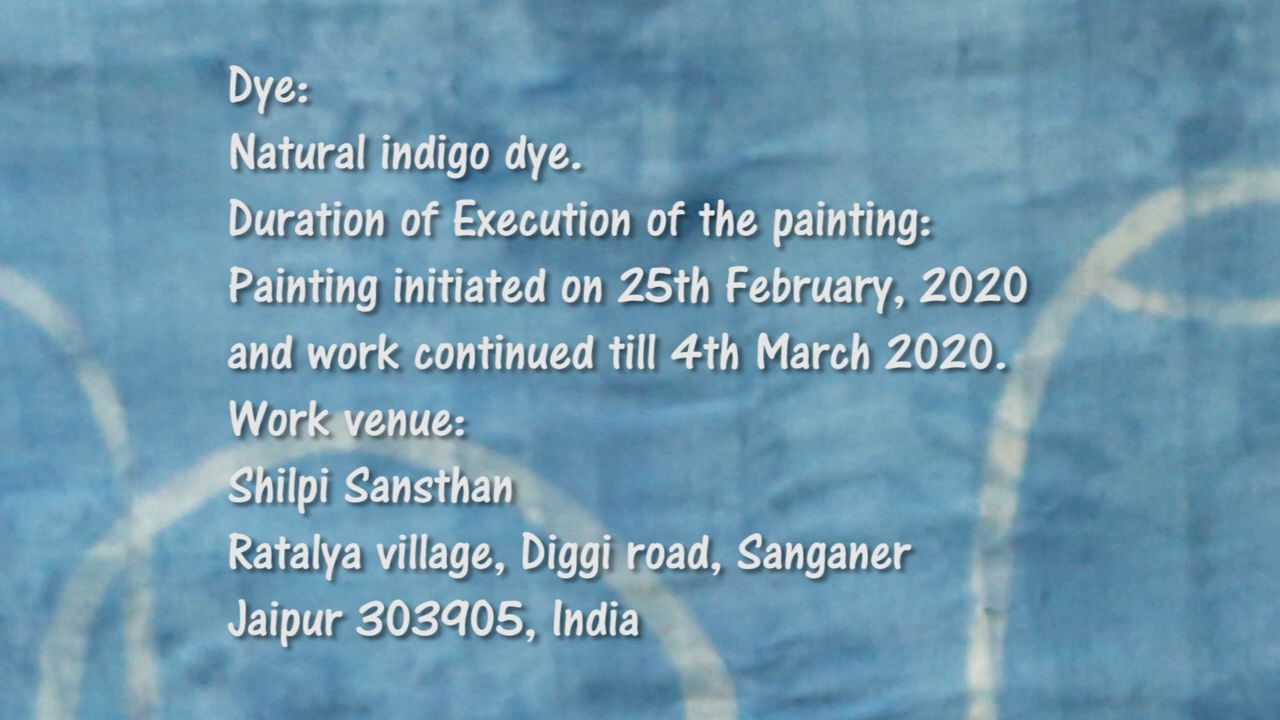 Dye:
Natural indigo dye.
Duration of Execution of the painting:
Painting initiated on 25th February, 2020
and work continued till 4th March 2020.
Work venue:
Shilpi Sansthan
Ratalya village, Diggi road, Sanganer
Jaipur 303905, India